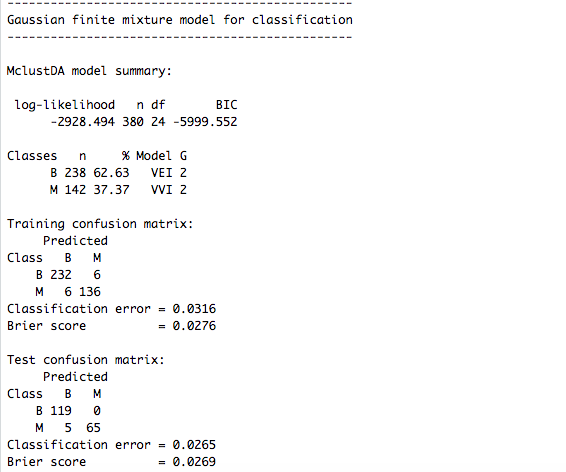 ------------------------------------------------
Gaussian finite mixture model for classification
------------------------------------------------
MclustDA model summary:
log-likelihood n df BIC
-2928.494 380 24 -5999.552
Classes n % Model G
B 238 62.63 VEI 2
M 142 37.37 VVI 2
Training confusion matrix:
Predicted
Class B M
B 232 6
M 6 136
Classification error = 0.0316
Brier score = 0.0276
Test confusion matrix:
Predicted
Class B M
B 119 0
M 5 65
Classification error = 0.0265
Brier score = 0.0269